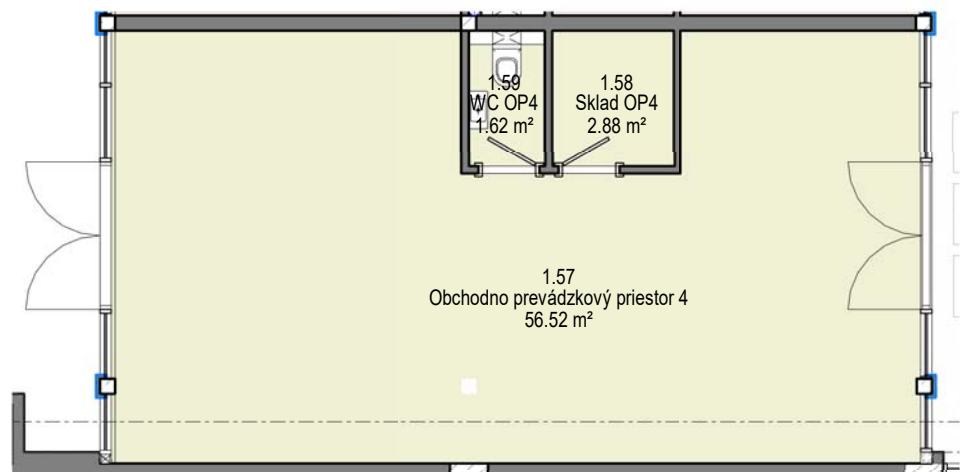 1.59
WC OP4
1.62 m²
1.58
Sklad OP4
2.88 m²
1.57
Obchodno prevádzkový priestor 4
56.52 m²